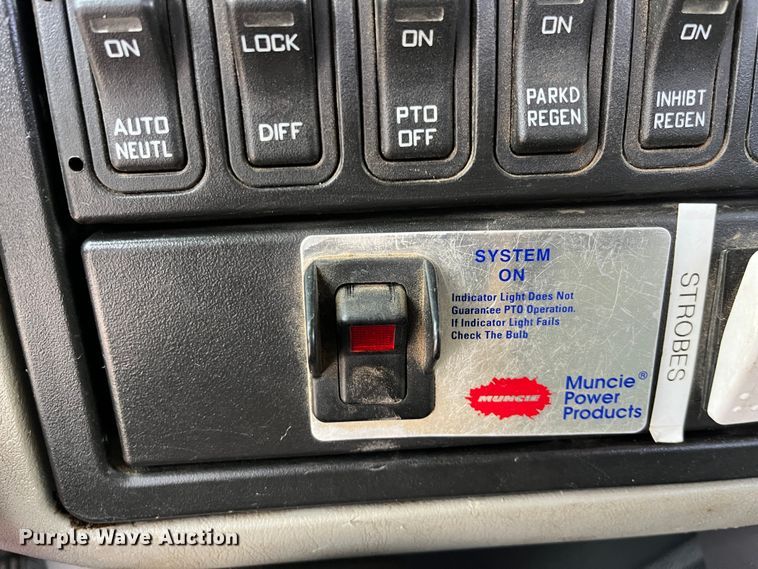 ON
AUTO
NEUTL
LOCK
DIFF
ON
PTO
OFF
ON
PARKD
REGEN
ON
INHIBT
REGEN
SYSTEM
ON
Indicator Light Does Not
Guarantee PTO Operation.
If Indicator Light Fails
Check The Bulb
MUNCIE
Muncie®
Power
Products
STROBES
Purple Wave Auction